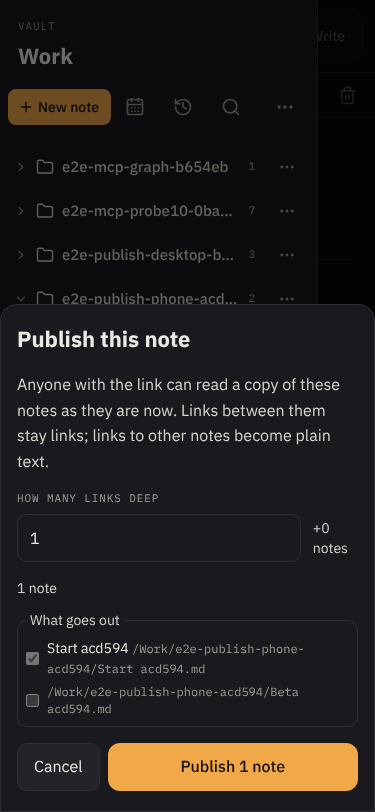 VAULT
Work
Write
+ New note
e2e-mcp-graph-b654eb 1
e2e-mcp-probe10-0ba... 7
e2e-publish-desktop-b... 3
e2e-publish-phone-acd... 2
Publish this note
Anyone with the link can read a copy of these
notes as they are now. Links between them
stay links; links to other notes become plain
text.
HOW MANY LINKS DEEP
1
+0
notes
1 note
What goes out
Start acd594 /Work/e2e-publish-phone-
acd594/Start acd594.md
/Work/e2e-publish-phone-acd594/Beta
acd594.md
Cancel
Publish 1 note